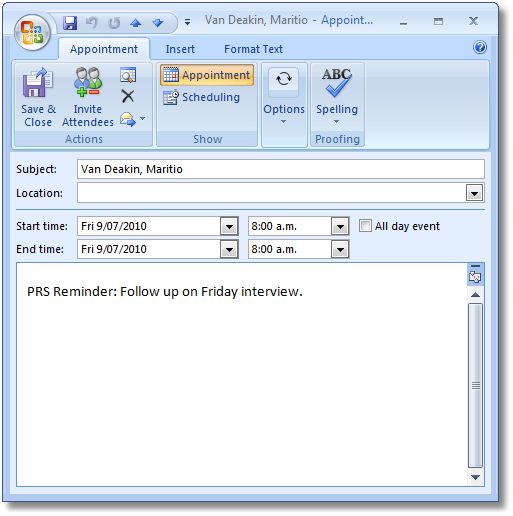 Van Deakin, Maritio - Appoint...
Appointment Insert Format Text
Save & Close
Invite Attendees
Actions
Appointment
Scheduling
Show
Options
ABC
Spelling
Proofing
Subject: Van Deakin, Maritio
Location:
Start time: Fri 9/07/2010 8:00 a.m. All day event
End time: Fri 9/07/2010 8:00 a.m.
PRS Reminder: Follow up on Friday interview.